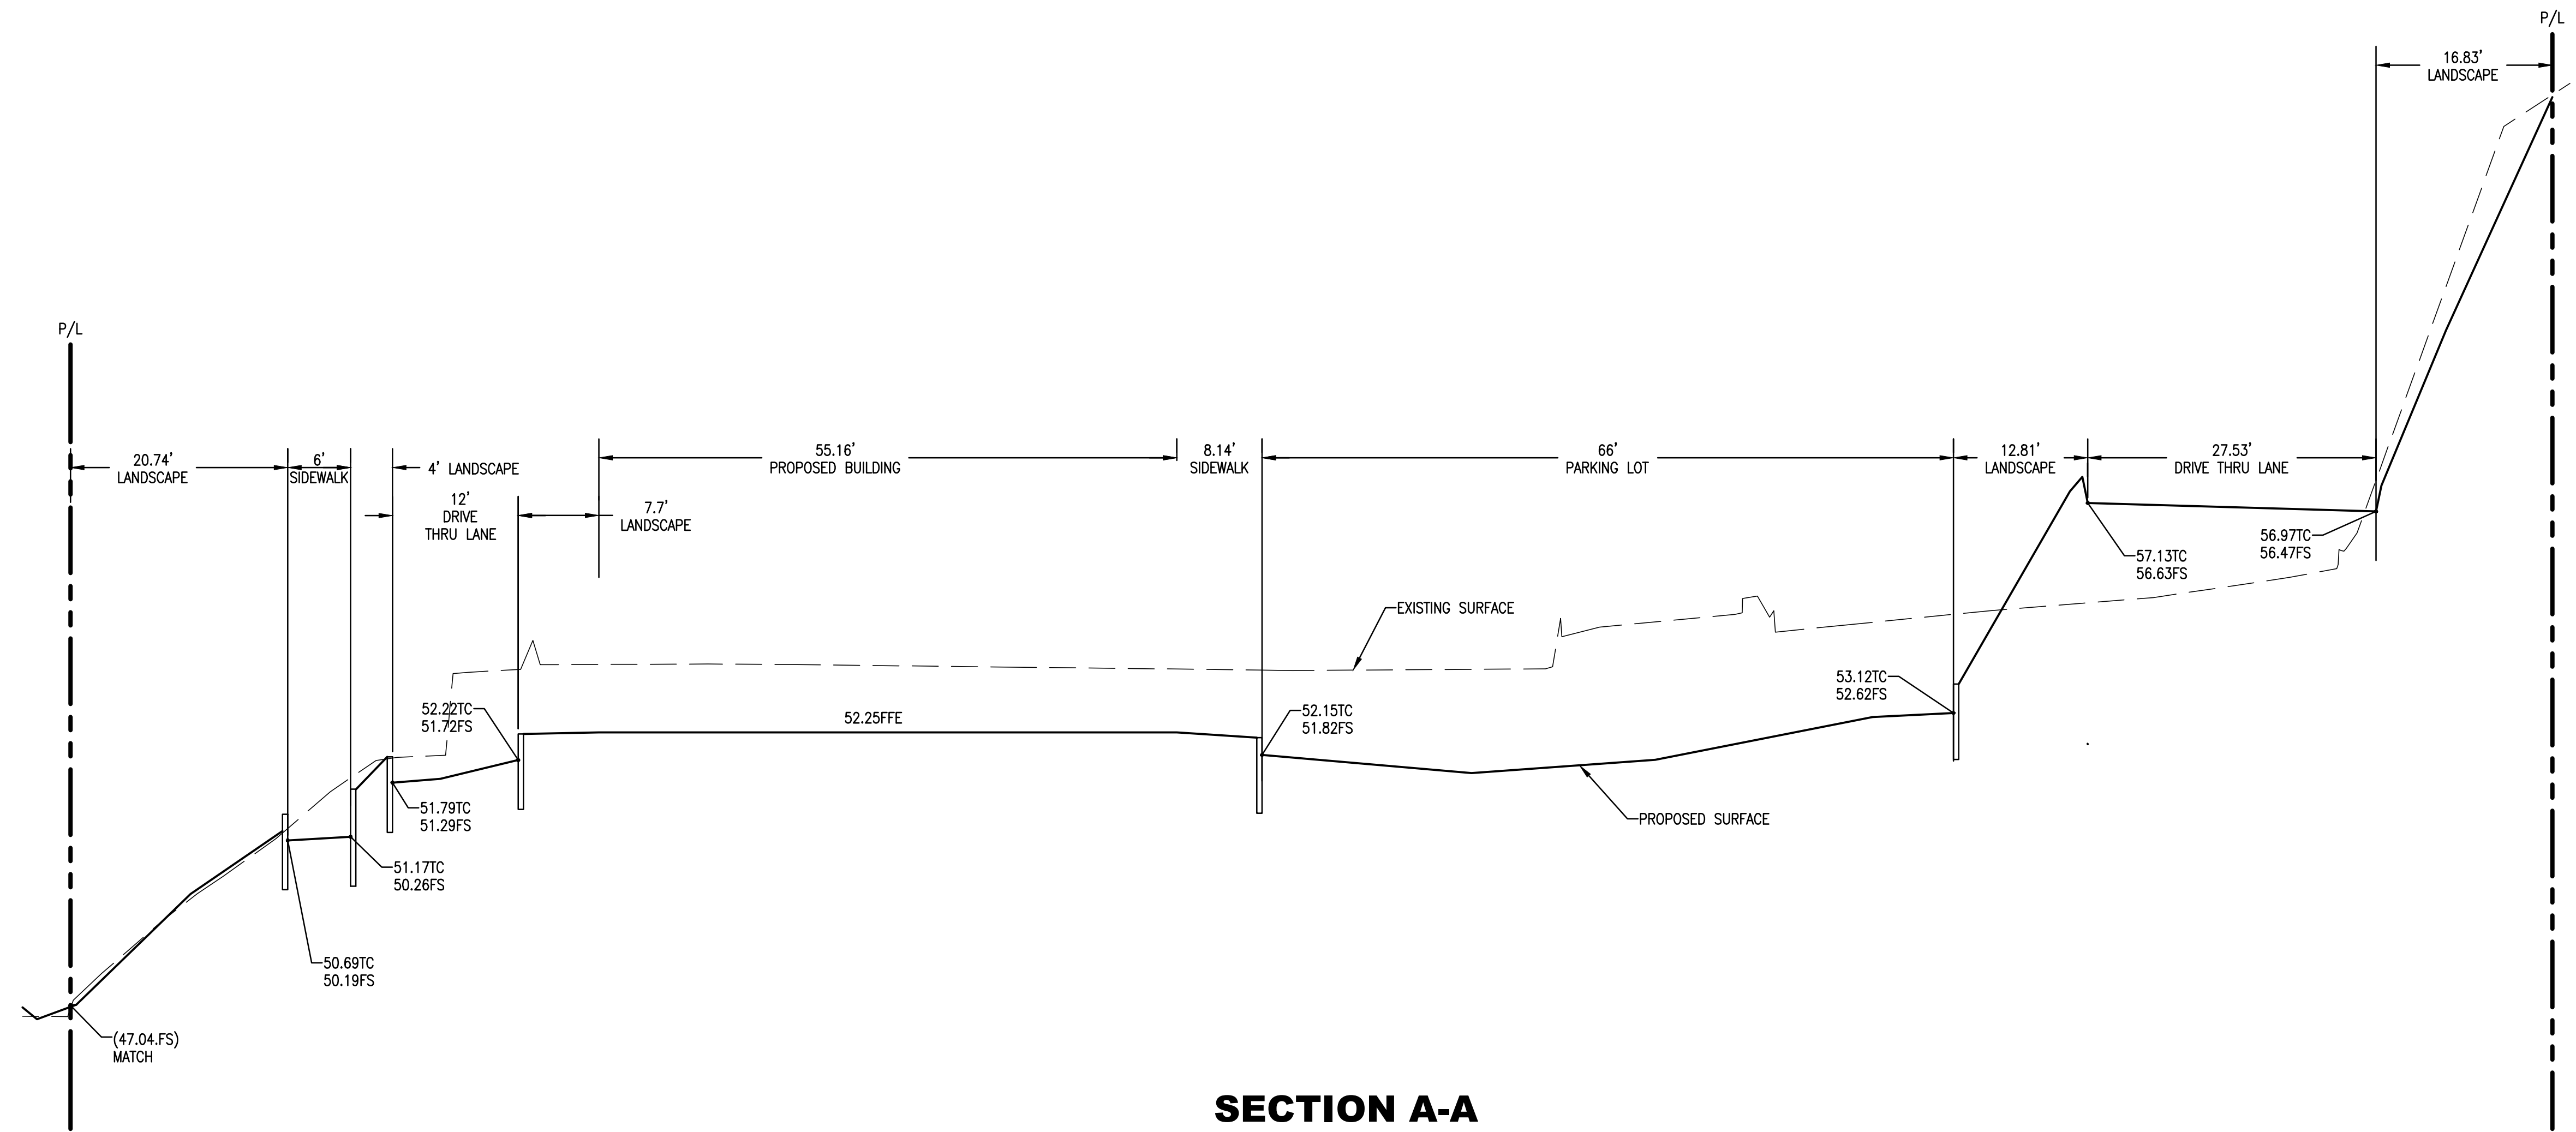 P/L
16.83'
LANDSCAPE
P/L
20.74'
LANDSCAPE
6'
SIDEWALK
4' LANDSCAPE
12'
DRIVE
THRU LANE
7.7'
LANDSCAPE
55.16'
PROPOSED BUILDING
8.14'
SIDEWALK
66'
PARKING LOT
12.81'
LANDSCAPE
27.53'
DRIVE THRU LANE
56.97TC
56.47FS
57.13TC
56.63FS
EXISTING SURFACE
53.12TC
52.62FS
52.22TC
51.72FS
52.25FFE
52.15TC
51.82FS
51.79TC
51.29FS
PROPOSED SURFACE
51.17TC
50.26FS
50.69TC
50.19FS
(47.04.FS)
MATCH
SECTION A-A